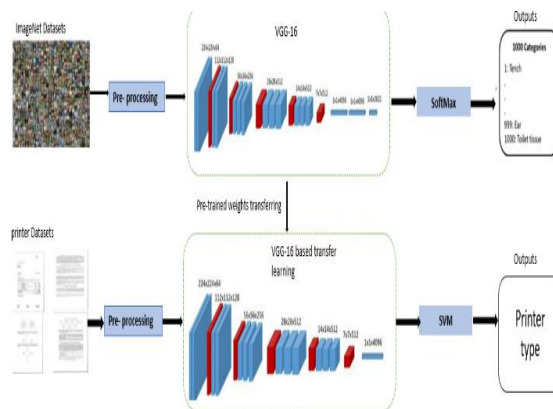 ImageNet Datasets
Pre- processing
VGG-16
224x224x64
112x112x128
56x56x256
28x28x512
14x14x512
7x7x512
1x1x4096
1x1x4096
SoftMax
Outputs
1000 Categories
1: Tench
.
.
.
999: Ear
1000: Toilet tissue
Pre-trained weights transferring
printer Datasets
Pre- processing
VGG-16 based transfer
learning
224x224x64
112x112x128
56x56x256
28x28x512
14x14x512
7x7x512
1x1x4096
SVM
Outputs
Printer
type